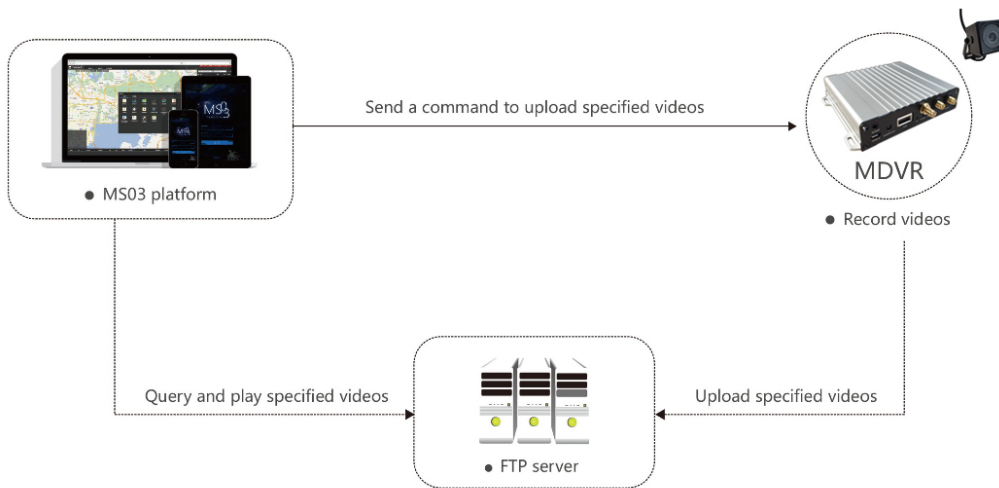 Send a command to upload specified videos
MS03
MDVR
● MS03 platform
● Record videos
Query and play specified videos
Upload specified videos
● FTP server